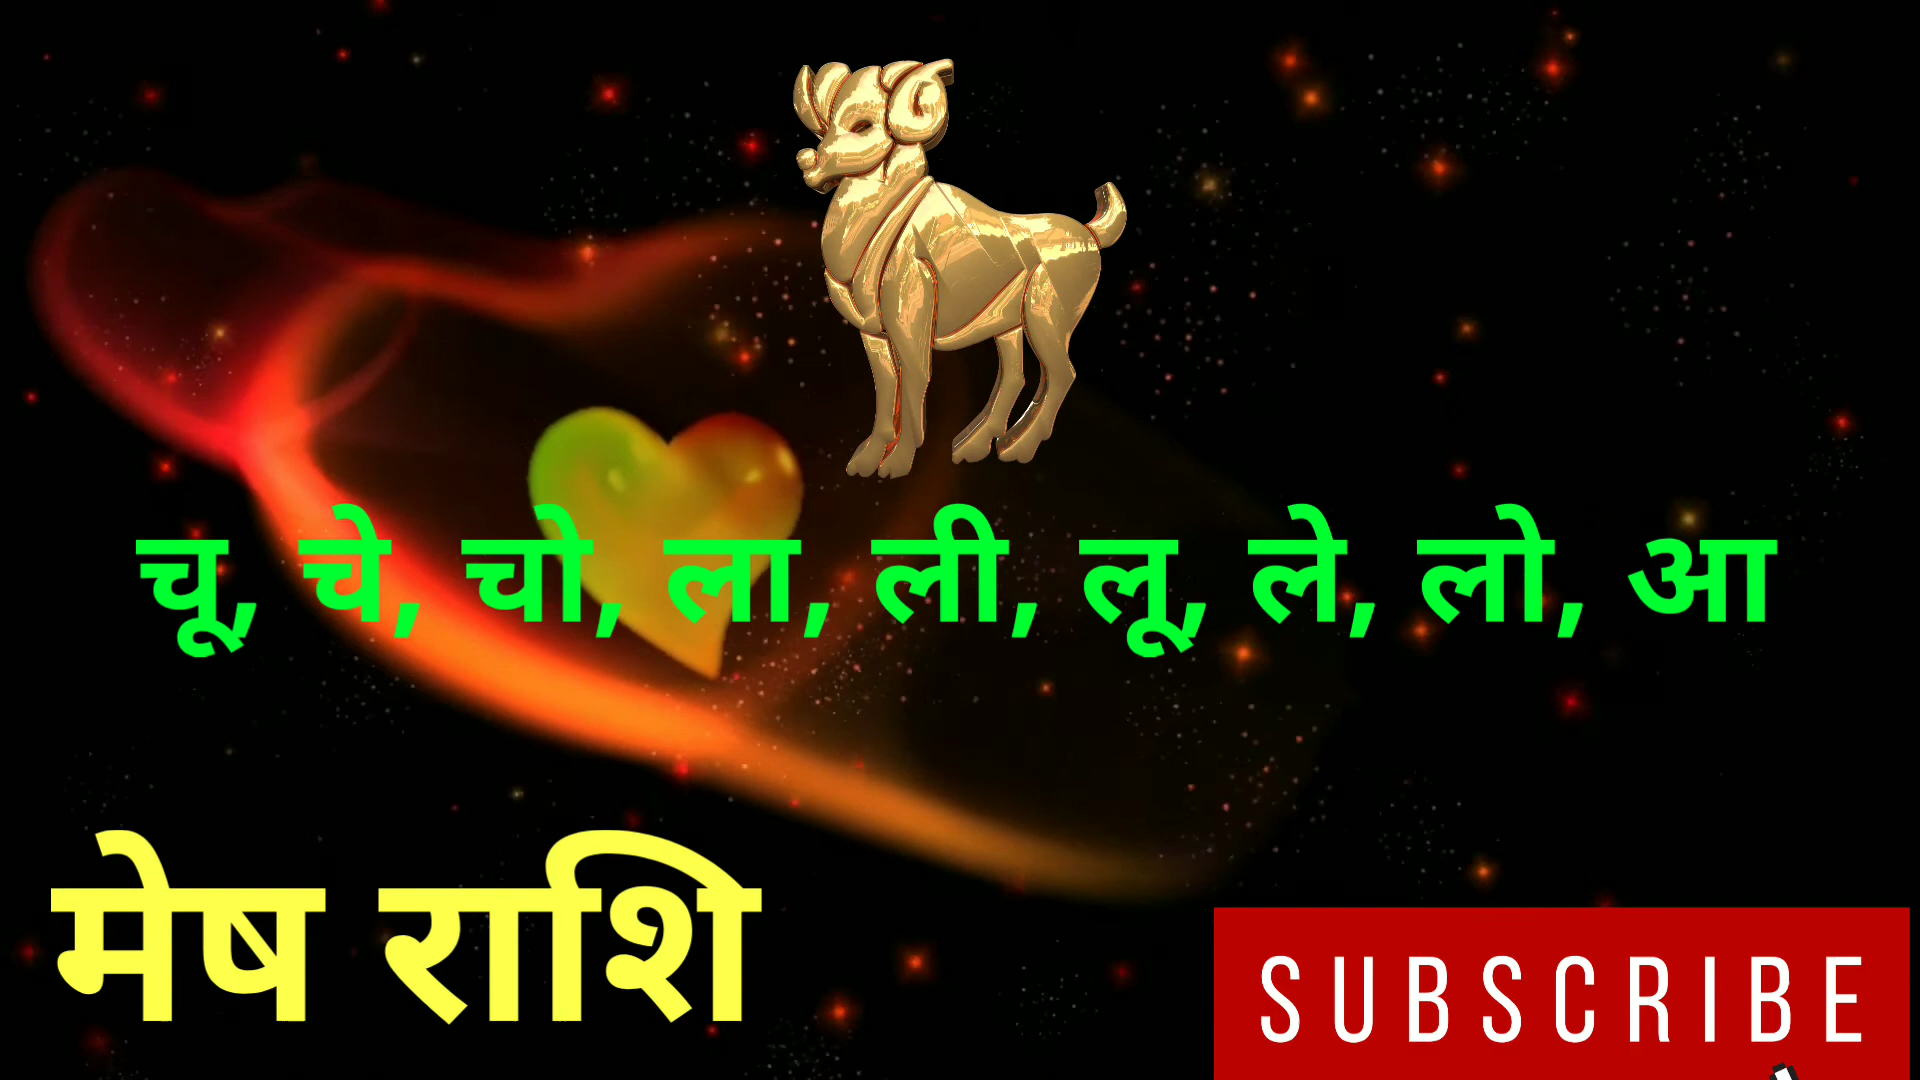 चू, चे, चो, ला, ली, लू, ले, लो, आ
मेष राशि
SUBSCRIBE